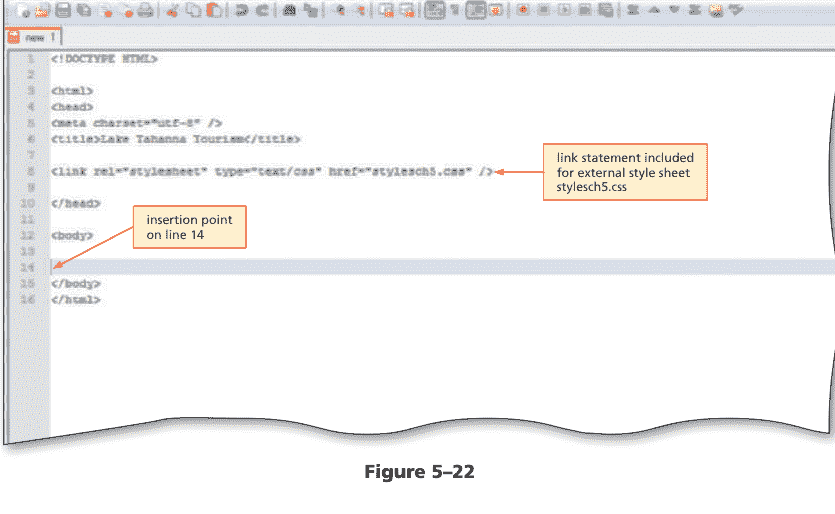 new 1
1 <!DOCTYPE HTML>
2
3 <html>
4 <head>
5 <meta charset="utf-8" />
6 <title>Lake Tahanna Tourism</title>
7
8 <link rel="stylesheet" type="text/css" href="stylesch5.css" />
link statement included
for external style sheet
stylesch5.css
9
10 </head>
11
insertion point
on line 14
12 <body>
13
14
15 </body>
16 </html>
Figure 5–22